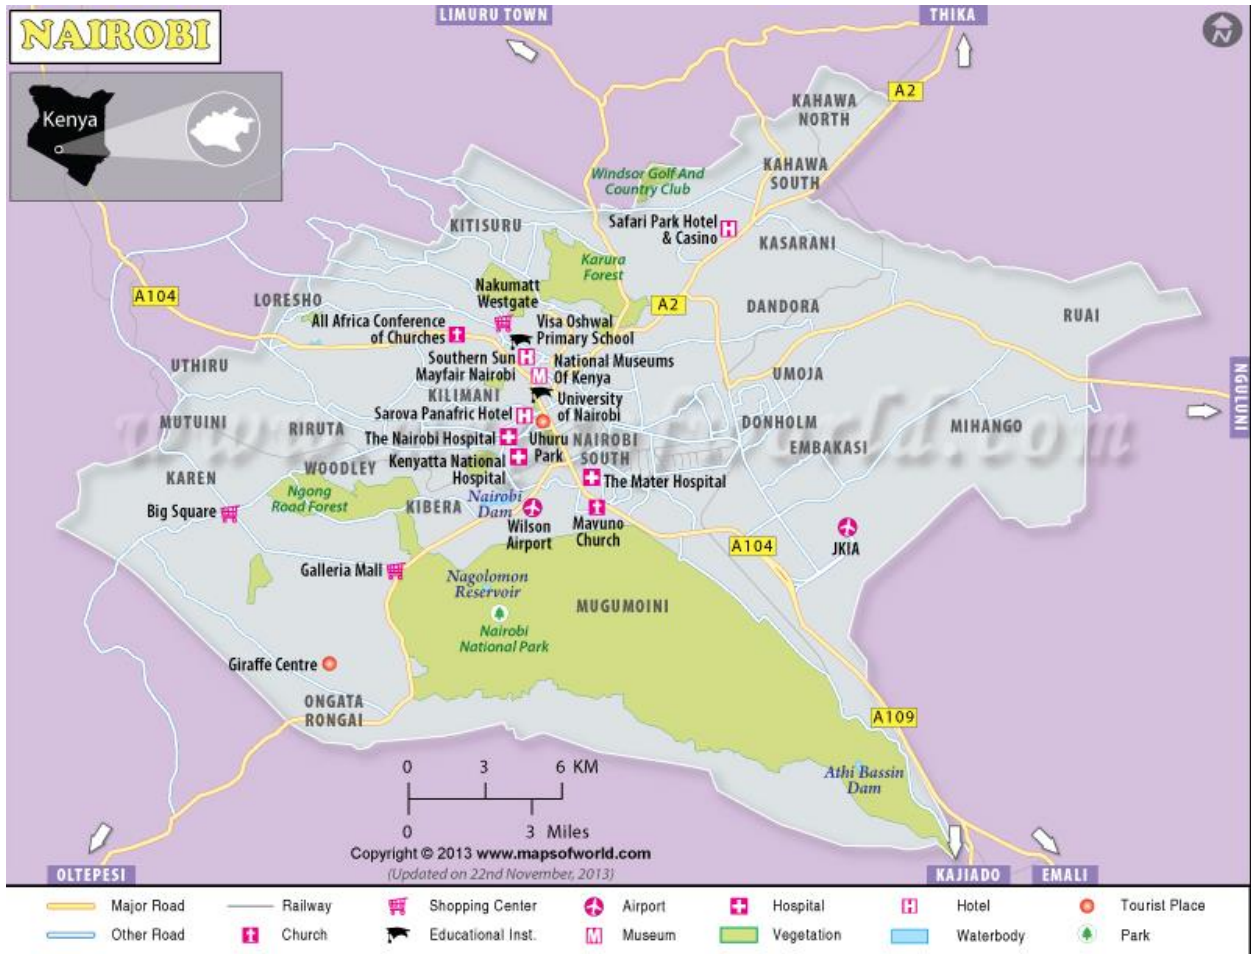 NAIROBI
LIMURU TOWN
THIKA
N
Kenya
A2
KAHAWA
NORTH
KAHAWA
SOUTH
Windsor Golf And
Country Club
Safari Park Hotel
& Casino
KITISURU
KASARANI
Karura
Forest
Nakumatt
Westgate
A104
LORESHO
A2
DANDORA
RUAI
All Africa Conference
of Churches
Visa Oshwal
Primary School
Southern Sun
Mayfair Nairobi
National Museums
Of Kenya
UTHIRU
UMOJA
NGULUNI
KILIMANI
University
of Nairobi
Sarova Panafric Hotel
MUTUINI
RIRUTA
The Nairobi Hospital
Uhuru
Park
NAIROBI
SOUTH
DONHOLM
EMBAKASI
MIHANGO
WOODLEY
Kenyatta National
Hospital
The Mater Hospital
KAREN
Ngong
Road Forest
Big Square
KIBERA
Nairobi
Dam
Wilson
Airport
Mavuno
Church
A104
JKIA
Galleria Mall
Nagolomon
Reservoir
MUGUMOINI
Nairobi
National Park
Giraffe Centre
ONGATA
RONGAI
A109
Athi Bassin
Dam
0 3 6 KM
0 3 Miles
Copyright © 2013 www.mapsofworld.com
(Updated on 22nd November, 2013)
OLTEPESI
KAJIADO
EMALI
Major Road
Railway
Shopping Center
Airport
Hospital
Hotel
Tourist Place
Other Road
Church
Educational Inst.
Museum
Vegetation
Waterbody
Park